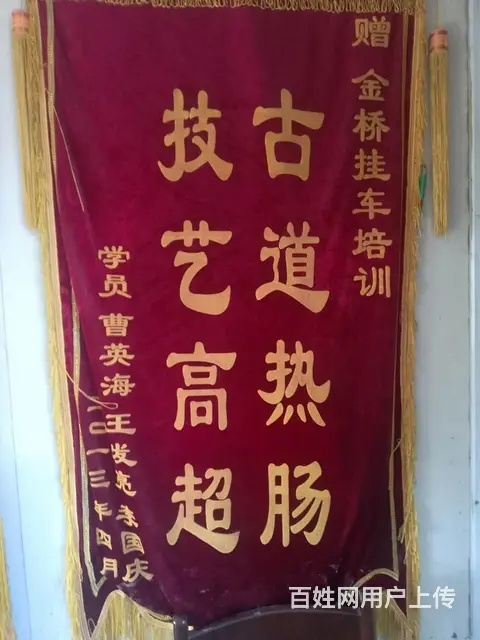 赠 金桥挂车培训
古道热肠
技艺高超
学员 曹英海 王发亮 李国庆
二〇一三年四月
百姓网用户上传